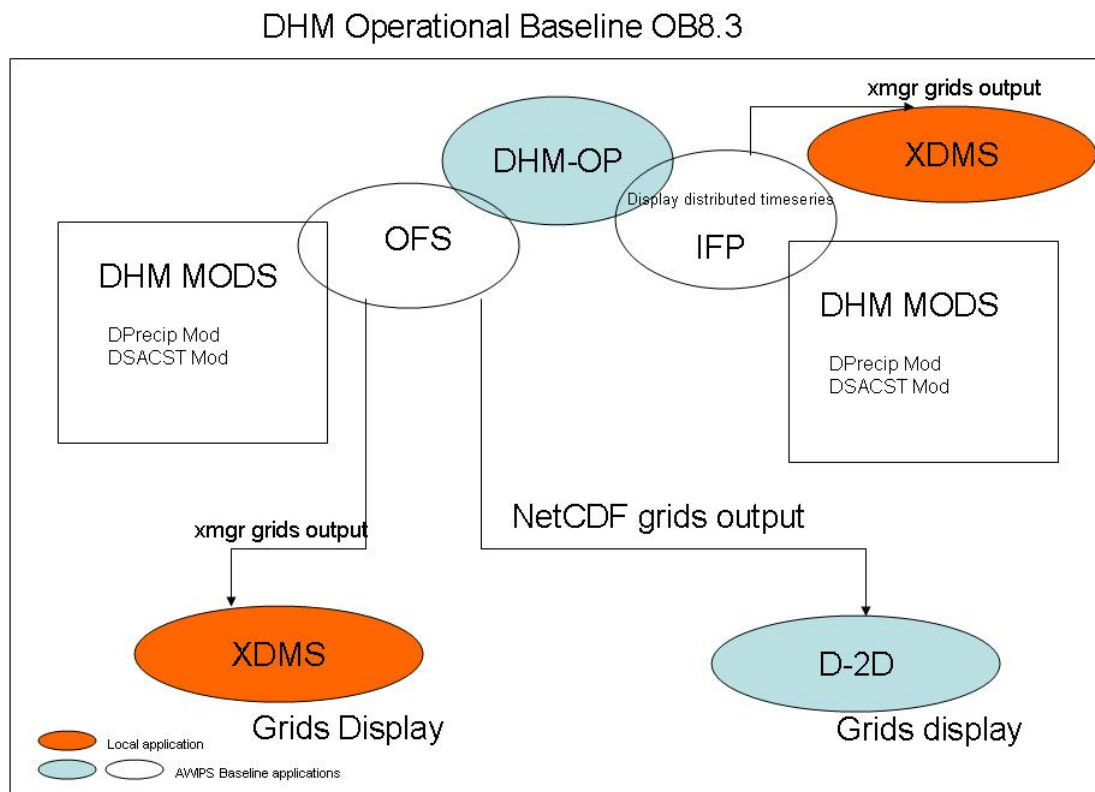 DHM Operational Baseline OB8.3
xmgr grids output
XDMS
DHM-OP
Display distributed timeseries
IFP
OFS
DHM MODS
DPrecip Mod
DSACST Mod
DHM MODS
DPrecip Mod
DSACST Mod
NetCDF grids output
xmgr grids output
XDMS
Grids Display
D-2D
Grids display
Local application
AWIPS Baseline applications